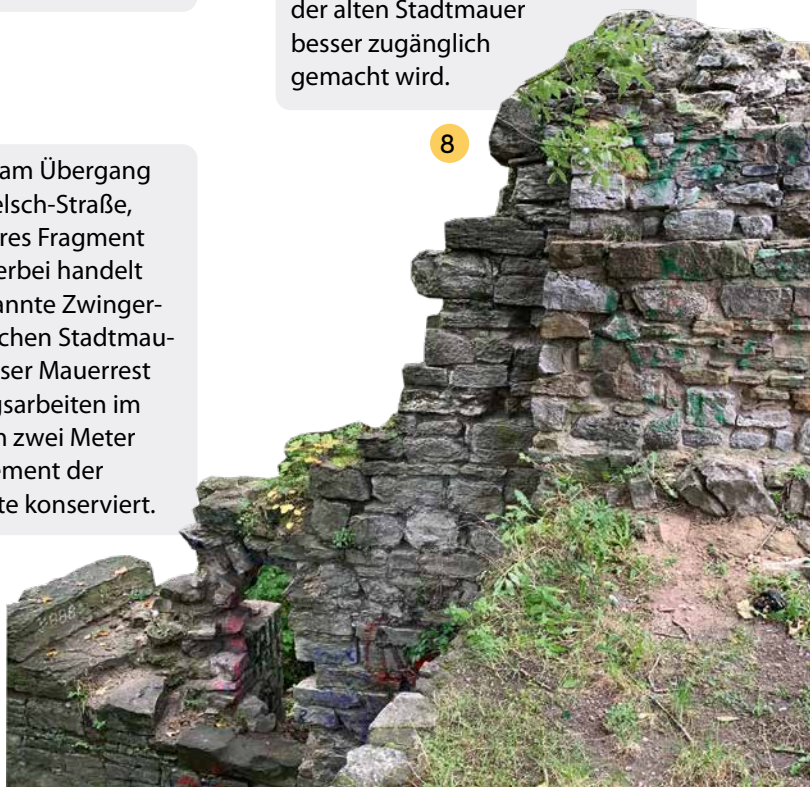 der alten Stadtmauer
besser zugänglich
gemacht wird.
8
am Übergang
elsch-Straße,
res Fragment
erbei handelt
annte Zwinger-
chen Stadtmau-
ser Mauerrest
gsarbeiten im
n zwei Meter
ement der
te konserviert.